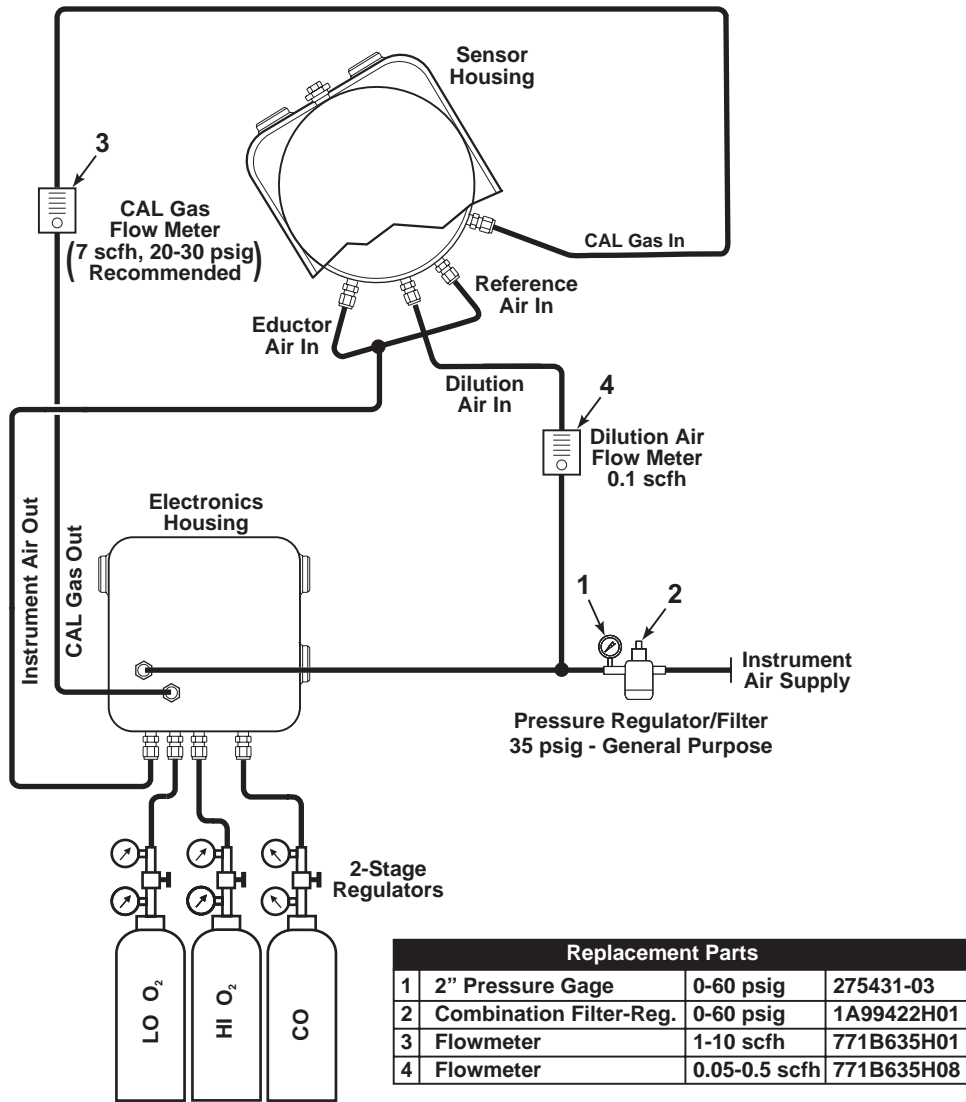 Sensor
Housing
3
CAL Gas
Flow Meter
(7 scfh, 20-30 psig)
Recommended
CAL Gas In
Reference
Air In
Eductor
Air In
Dilution
Air In
4
Dilution Air
Flow Meter
0.1 scfh
Instrument Air Out
CAL Gas Out
Electronics
Housing
1
2
Instrument
Air Supply
Pressure Regulator/Filter
35 psig - General Purpose
2-Stage
Regulators
LO O₂
HI O₂
CO
Replacement Parts
1 2” Pressure Gage 0-60 psig 275431-03
2 Combination Filter-Reg. 0-60 psig 1A99422H01
3 Flowmeter 1-10 scfh 771B635H01
4 Flowmeter 0.05-0.5 scfh 771B635H08